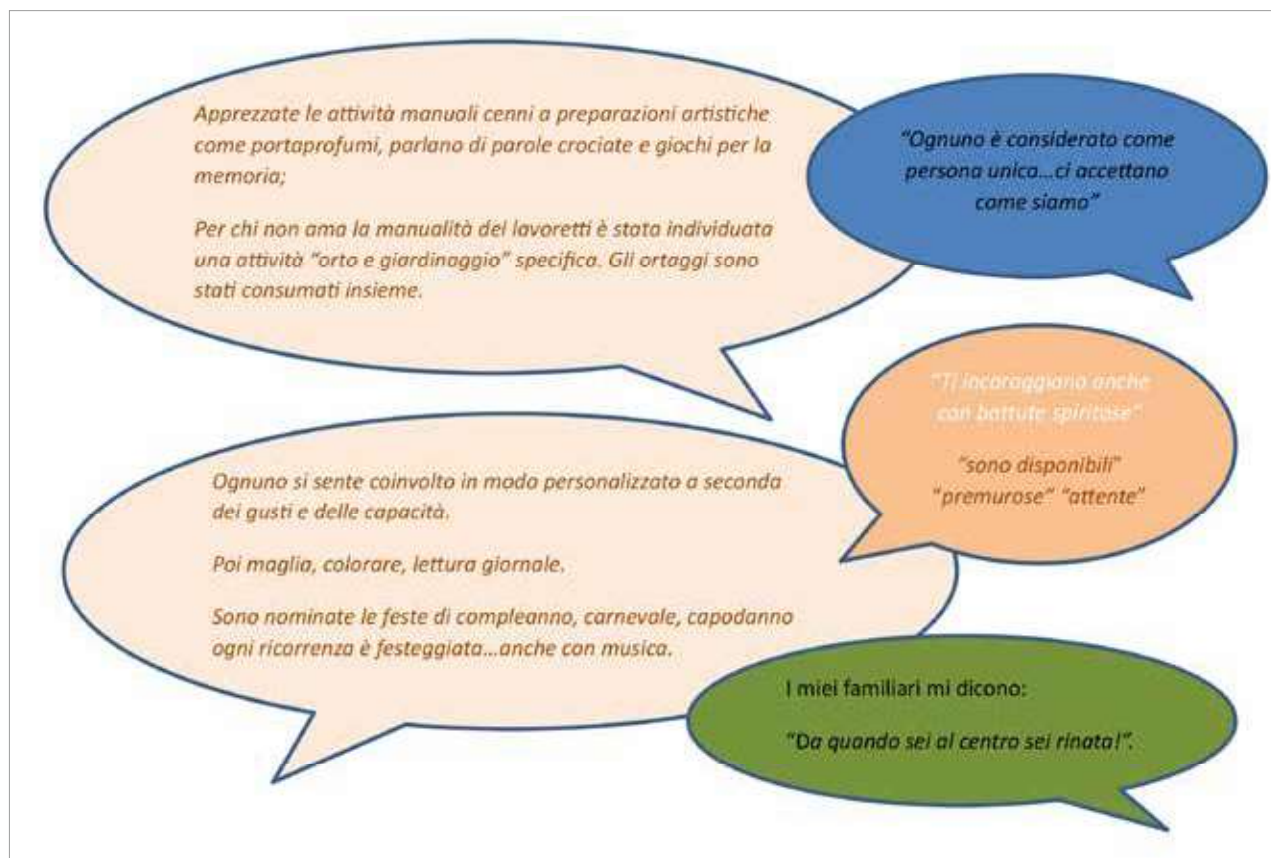 Apprezzate le attività manuali cenni a preparazioni artistiche
come portaprofumi, parlano di parole crociate e giochi per la
memoria;
Per chi non ama la manualità dei lavoretti è stata individuata
una attività “orto e giardinaggio” specifica. Gli ortaggi sono
stati consumati insieme.
“Ognuno è considerato come
persona unica…ci accettano
come siamo”
“Ti incoraggiano anche
con battute spiritose”
“sono disponibili”
“premurose” “attente”
Ognuno si sente coinvolto in modo personalizzato a seconda
dei gusti e delle capacità.
Poi maglia, colorare, lettura giornale.
Sono nominate le feste di compleanno, carnevale, capodanno
ogni ricorrenza è festeggiata…anche con musica.
I miei familiari mi dicono:
“Da quando sei al centro sei rinata!”.